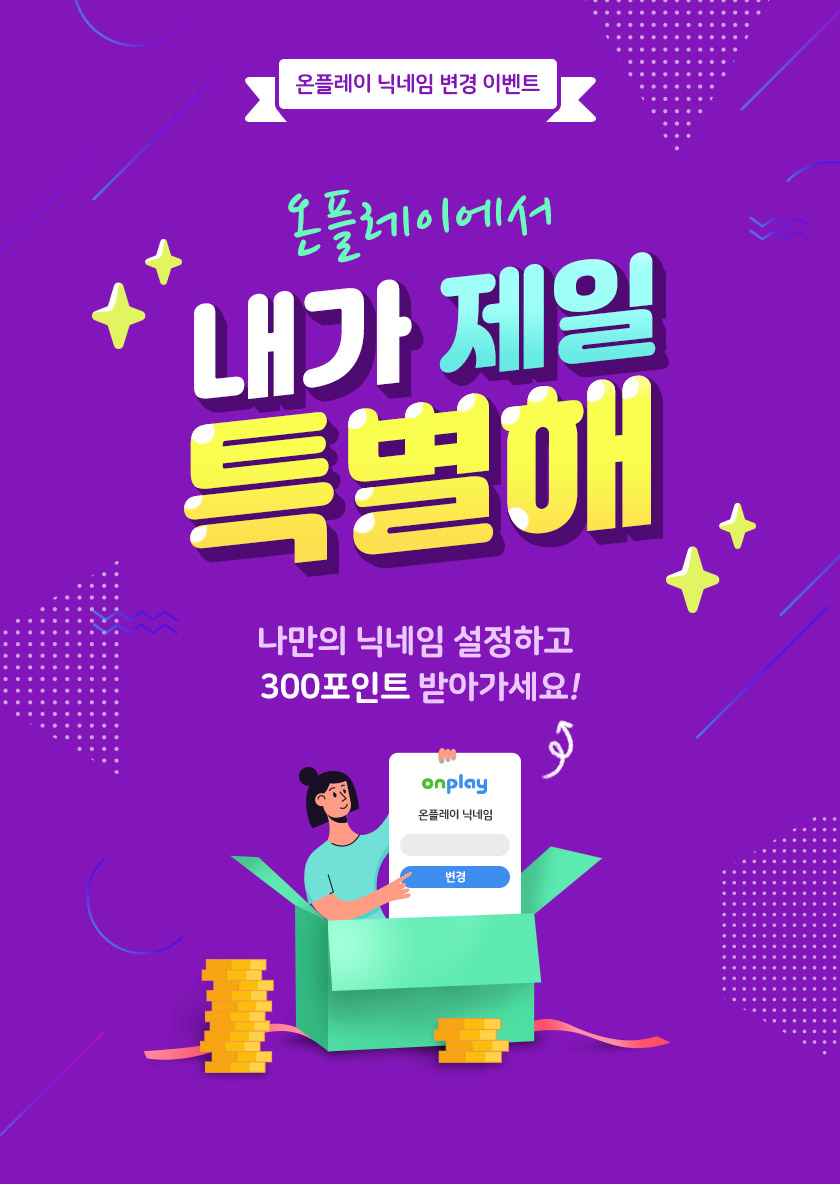 온플레이 닉네임 변경 이벤트
온플레이에서
내가 제일
특별해
나만의 닉네임 설정하고
300포인트 받아가세요!
onplay
온플레이 닉네임
변경